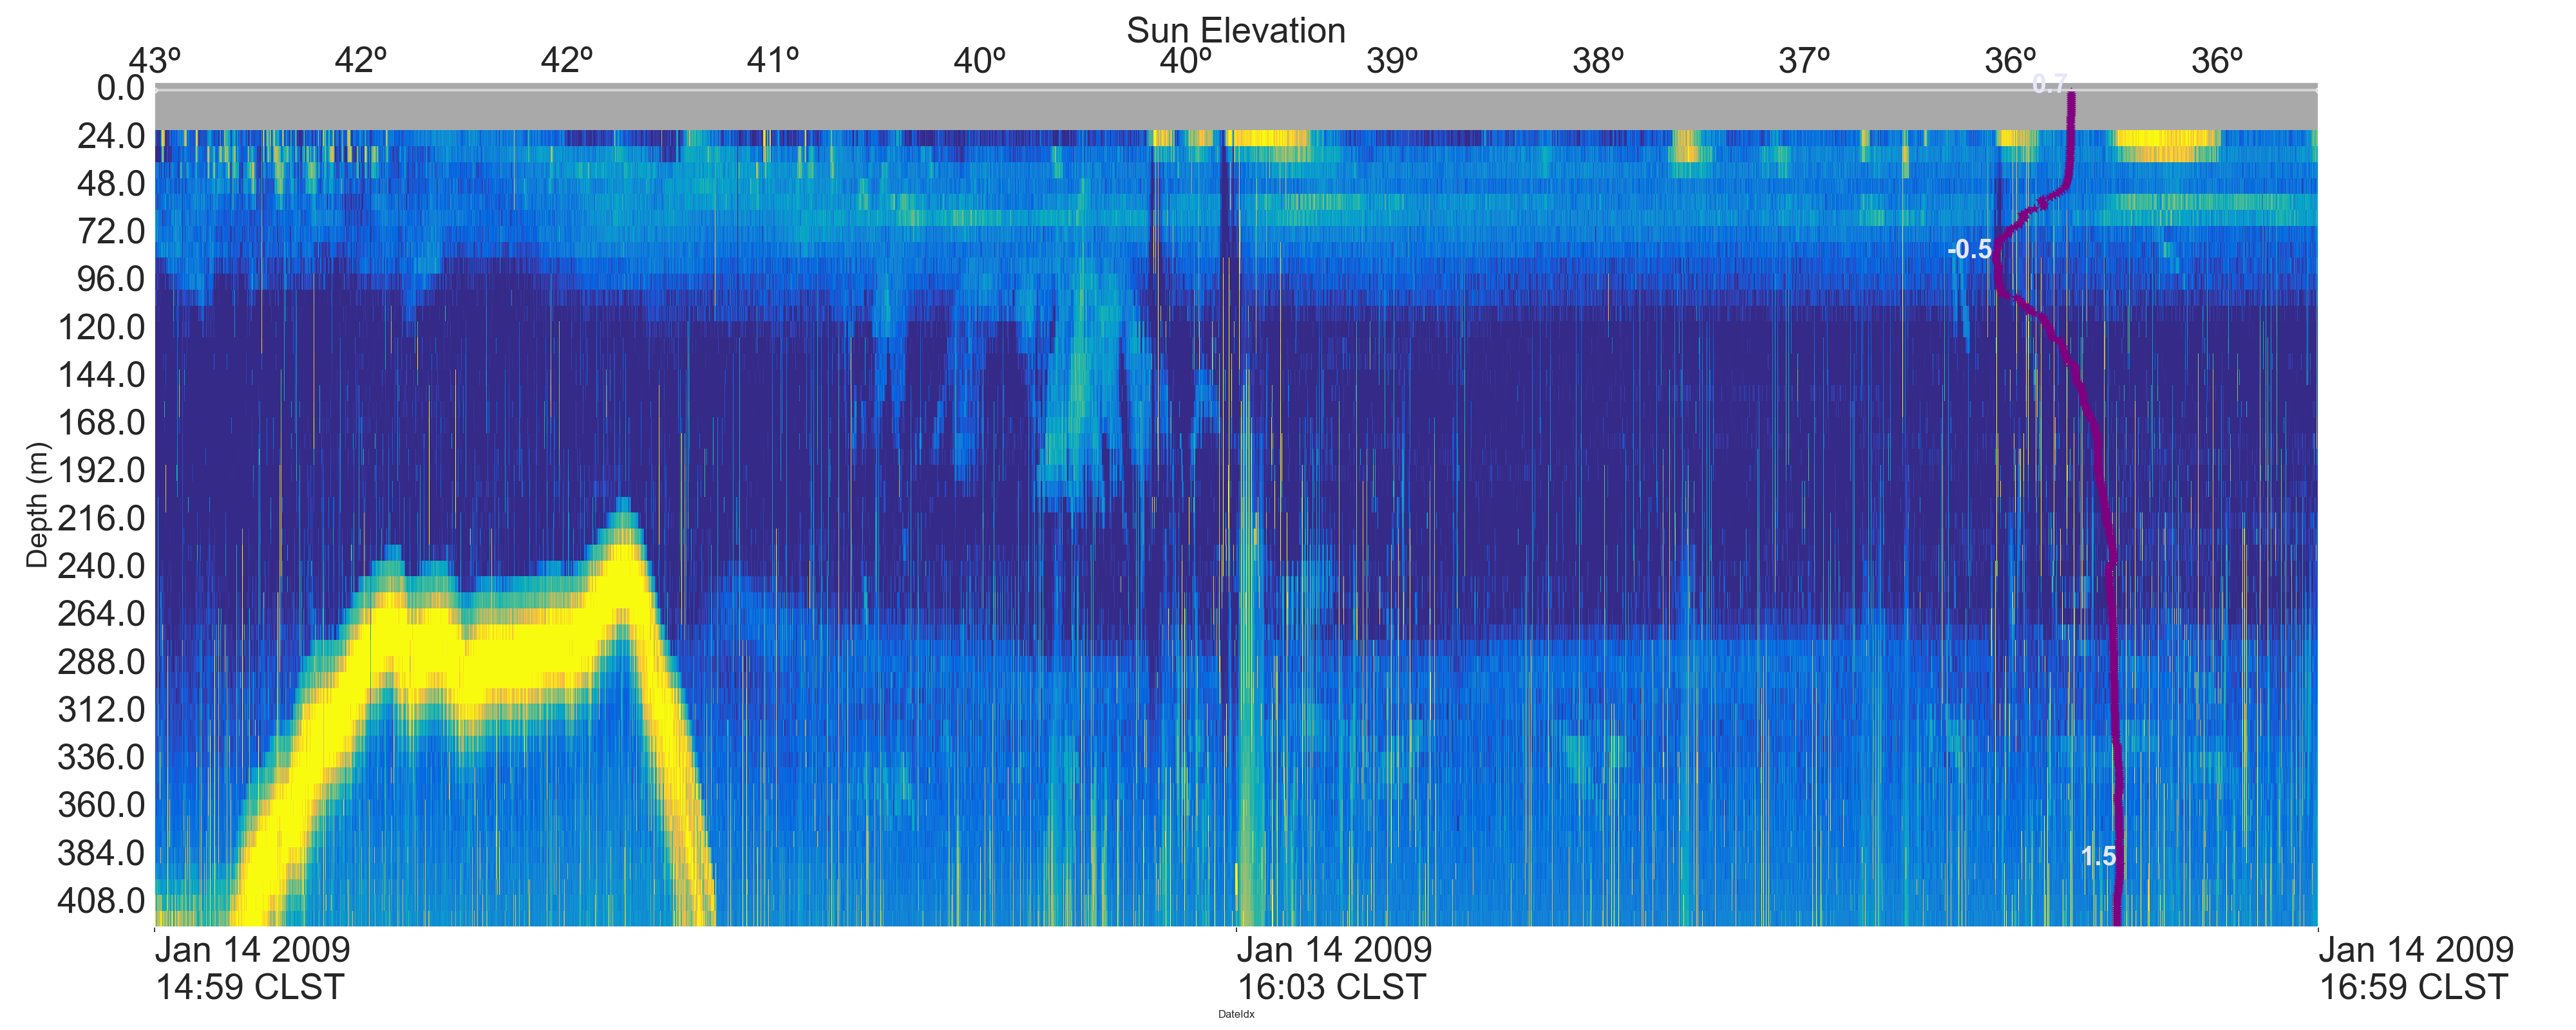 Sun Elevation
43º 42º 42º 41º 40º 40º 39º 38º 37º 36º 36º
0.0
24.0
48.0
72.0
96.0
120.0
144.0
168.0
192.0
216.0
240.0
264.0
288.0
312.0
336.0
360.0
384.0
408.0
Depth (m)
0.7
-0.5
1.5
Jan 14 2009
14:59 CLST
Jan 14 2009
16:03 CLST
Jan 14 2009
16:59 CLST
DateIdx